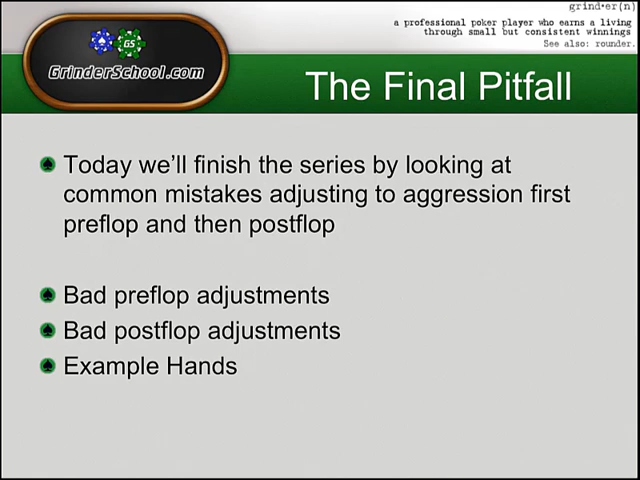 grind•er(n)
a professional poker player who earns a living
through small but consistent winnings
See also: rounder.
GS
GrinderSchool.com
The Final Pitfall
Today we’ll finish the series by looking at
common mistakes adjusting to aggression first
preflop and then postflop
Bad preflop adjustments
Bad postflop adjustments
Example Hands